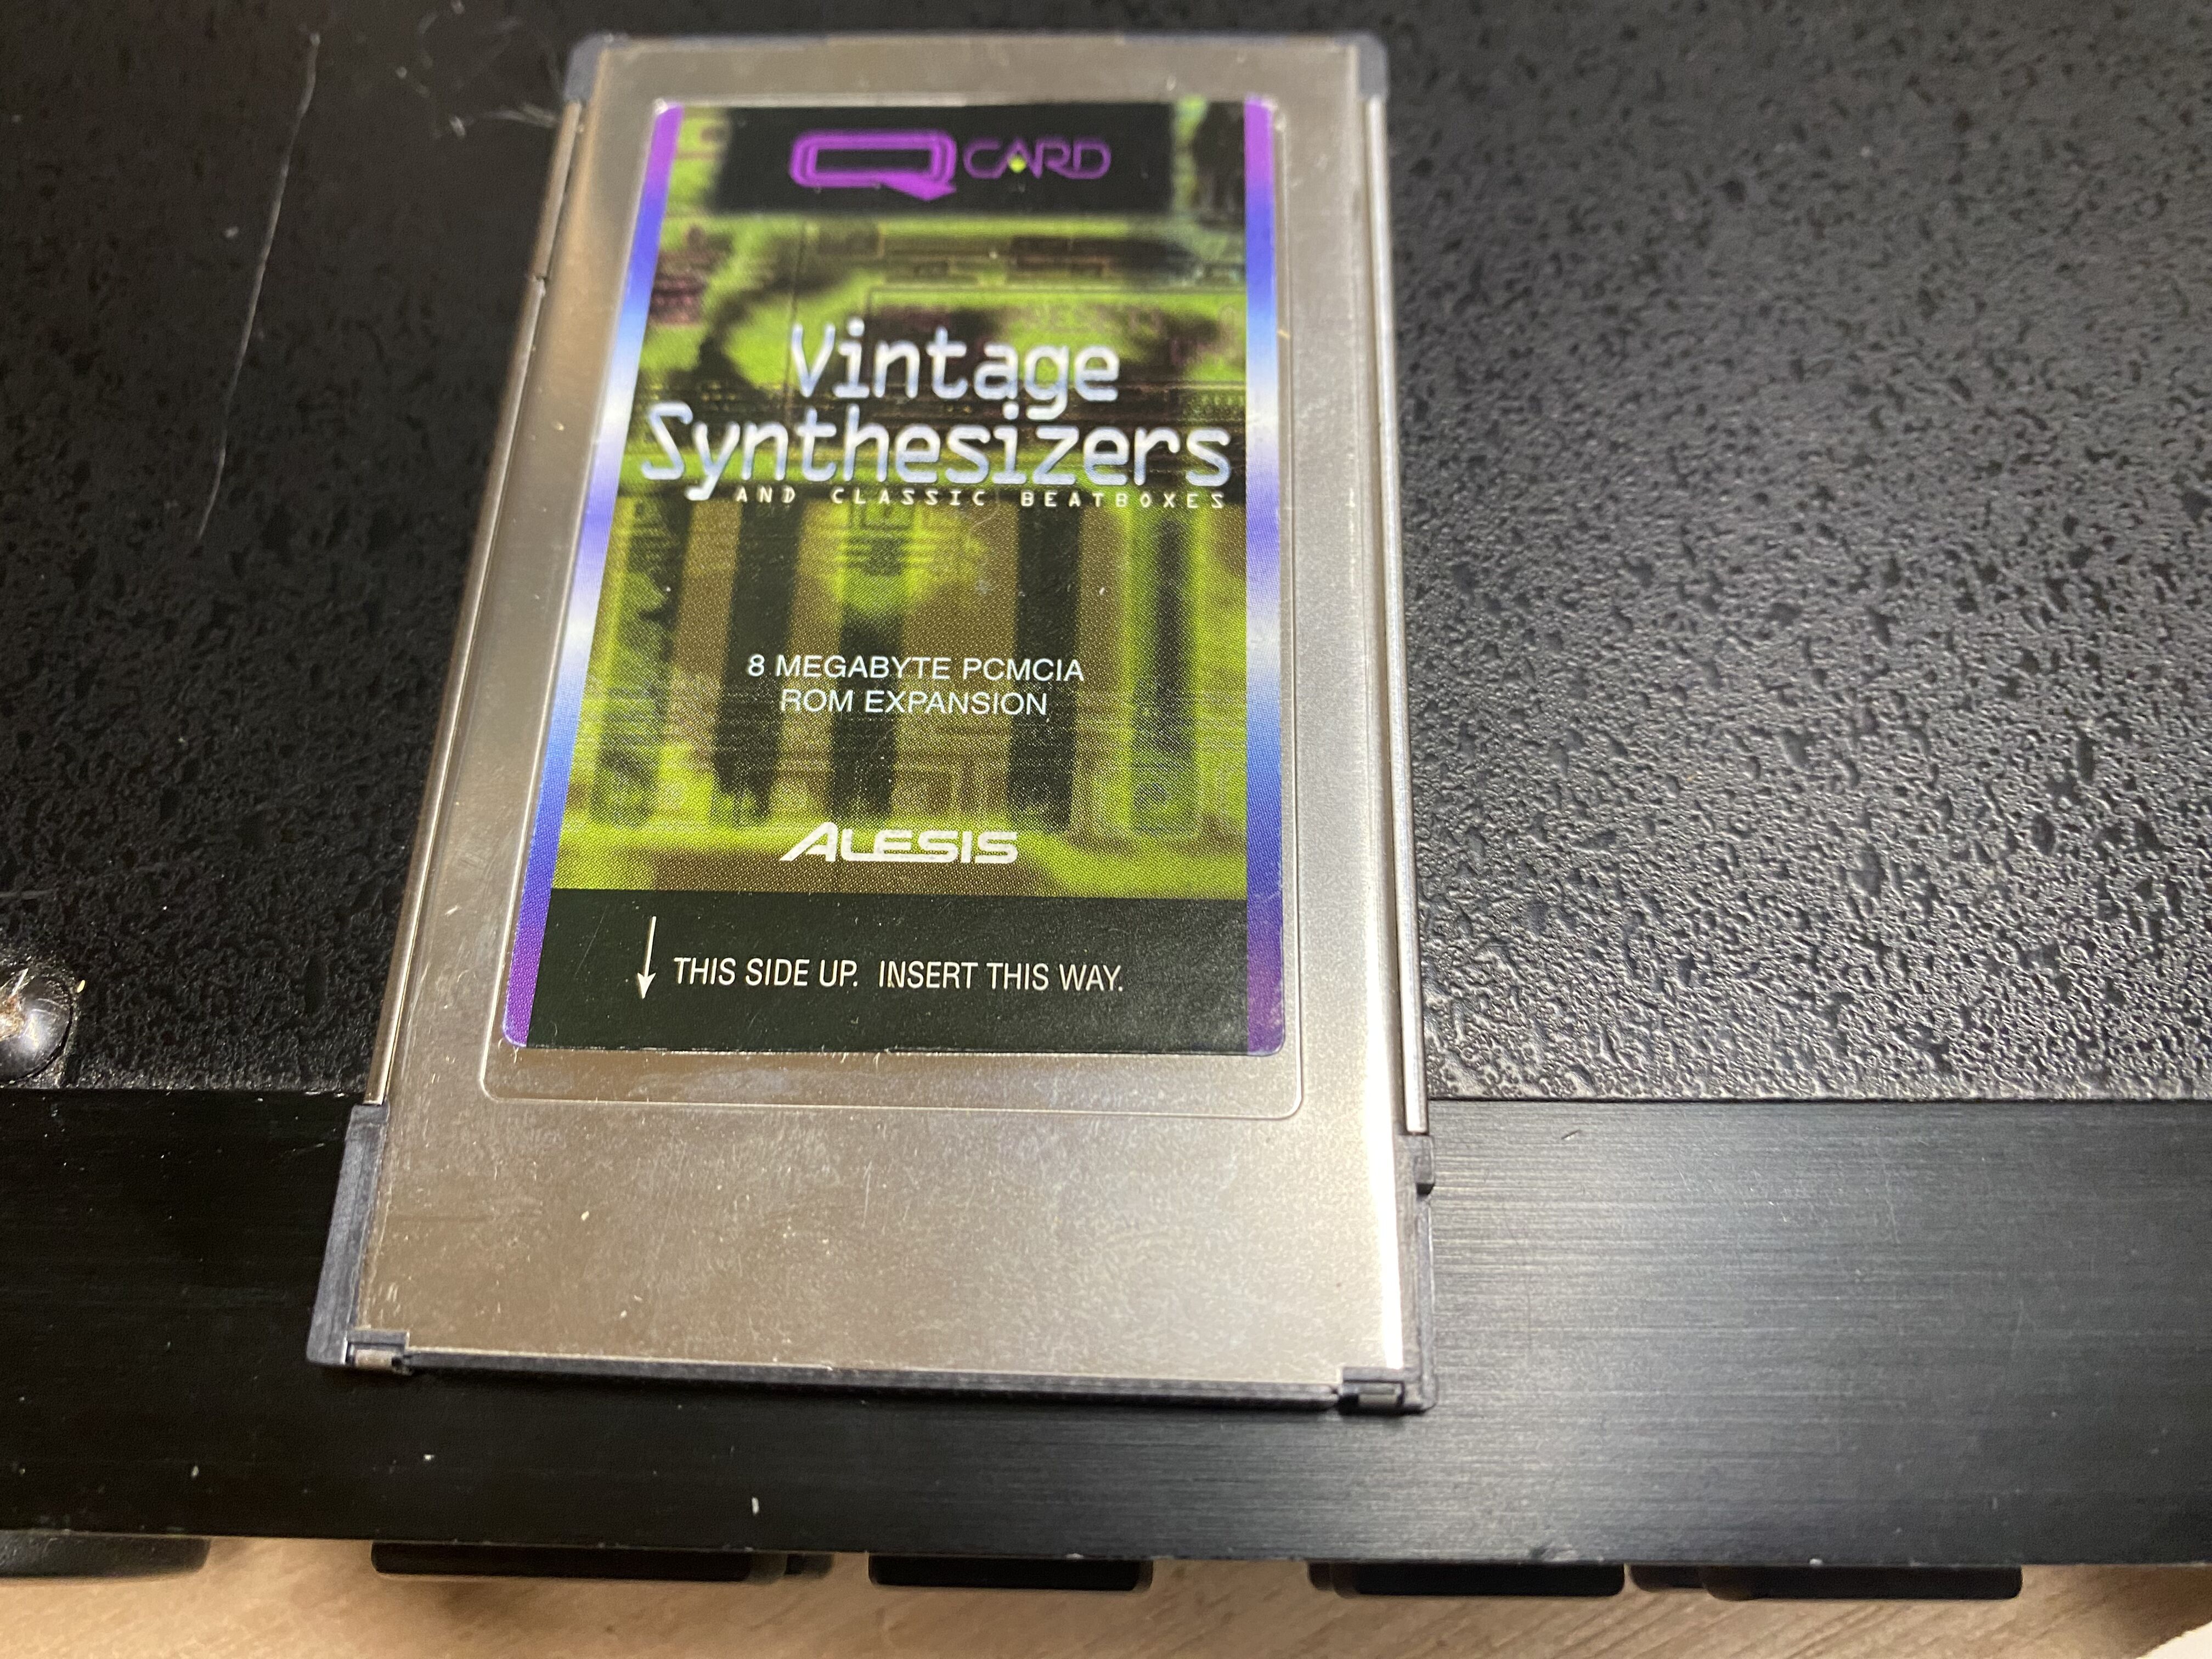 Q CARD
Vintage
Synthesizers
AND CLASSIC BEATBOXES
8 MEGABYTE PCMCIA
ROM EXPANSION
ALESIS
THIS SIDE UP. INSERT THIS WAY.